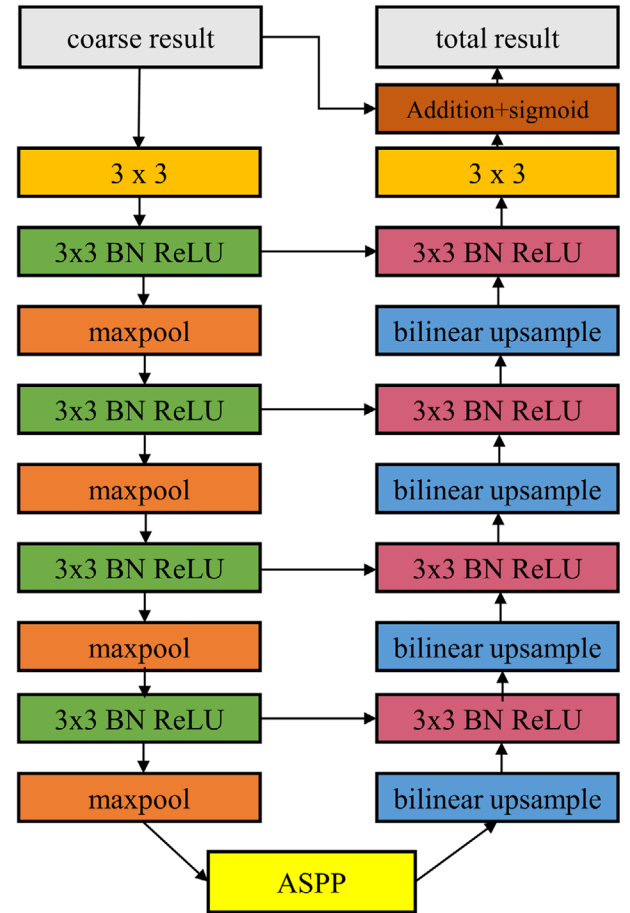 coarse result
total result
Addition+sigmoid
3 x 3
3 x 3
3x3 BN ReLU
3x3 BN ReLU
maxpool
bilinear upsample
3x3 BN ReLU
3x3 BN ReLU
maxpool
bilinear upsample
3x3 BN ReLU
3x3 BN ReLU
maxpool
bilinear upsample
3x3 BN ReLU
3x3 BN ReLU
maxpool
bilinear upsample
ASPP